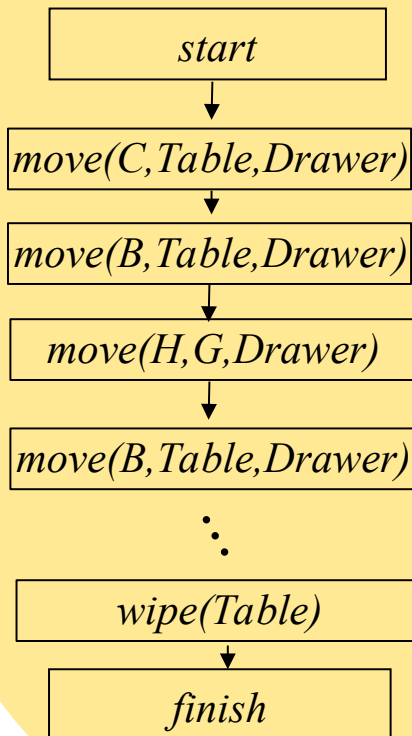 start
move(C,Table,Drawer)
move(B,Table,Drawer)
move(H,G,Drawer)
move(B,Table,Drawer)
⋱
wipe(Table)
finish